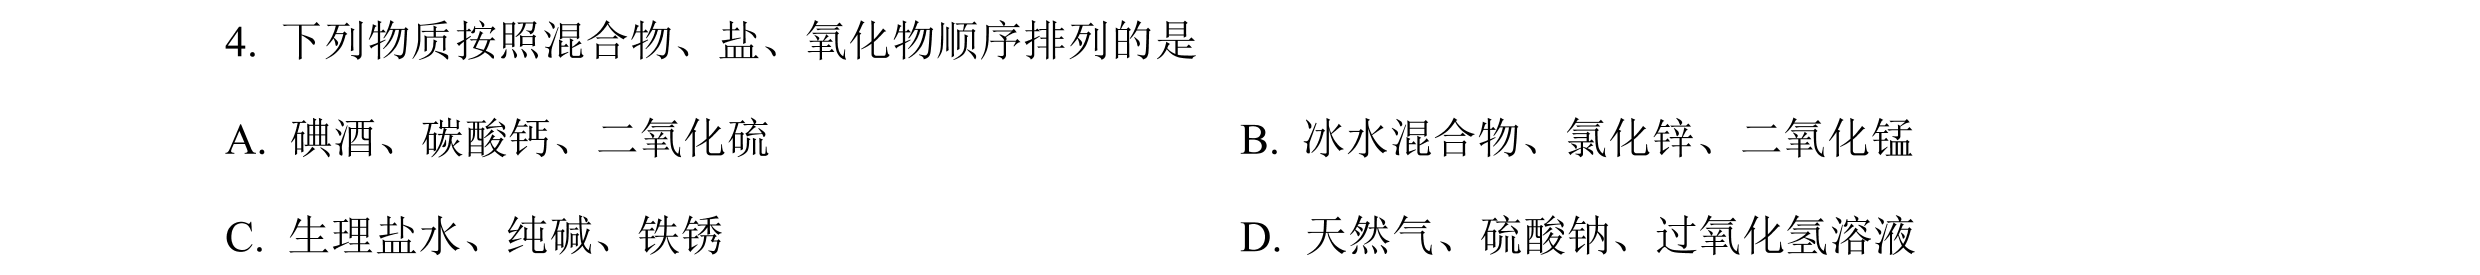 4. 下列物质按照混合物、盐、氧化物顺序排列的是
A. 碘酒、碳酸钙、二氧化硫
B. 冰水混合物、氯化锌、二氧化锰
C. 生理盐水、纯碱、铁锈
D. 天然气、硫酸钠、过氧化氢溶液